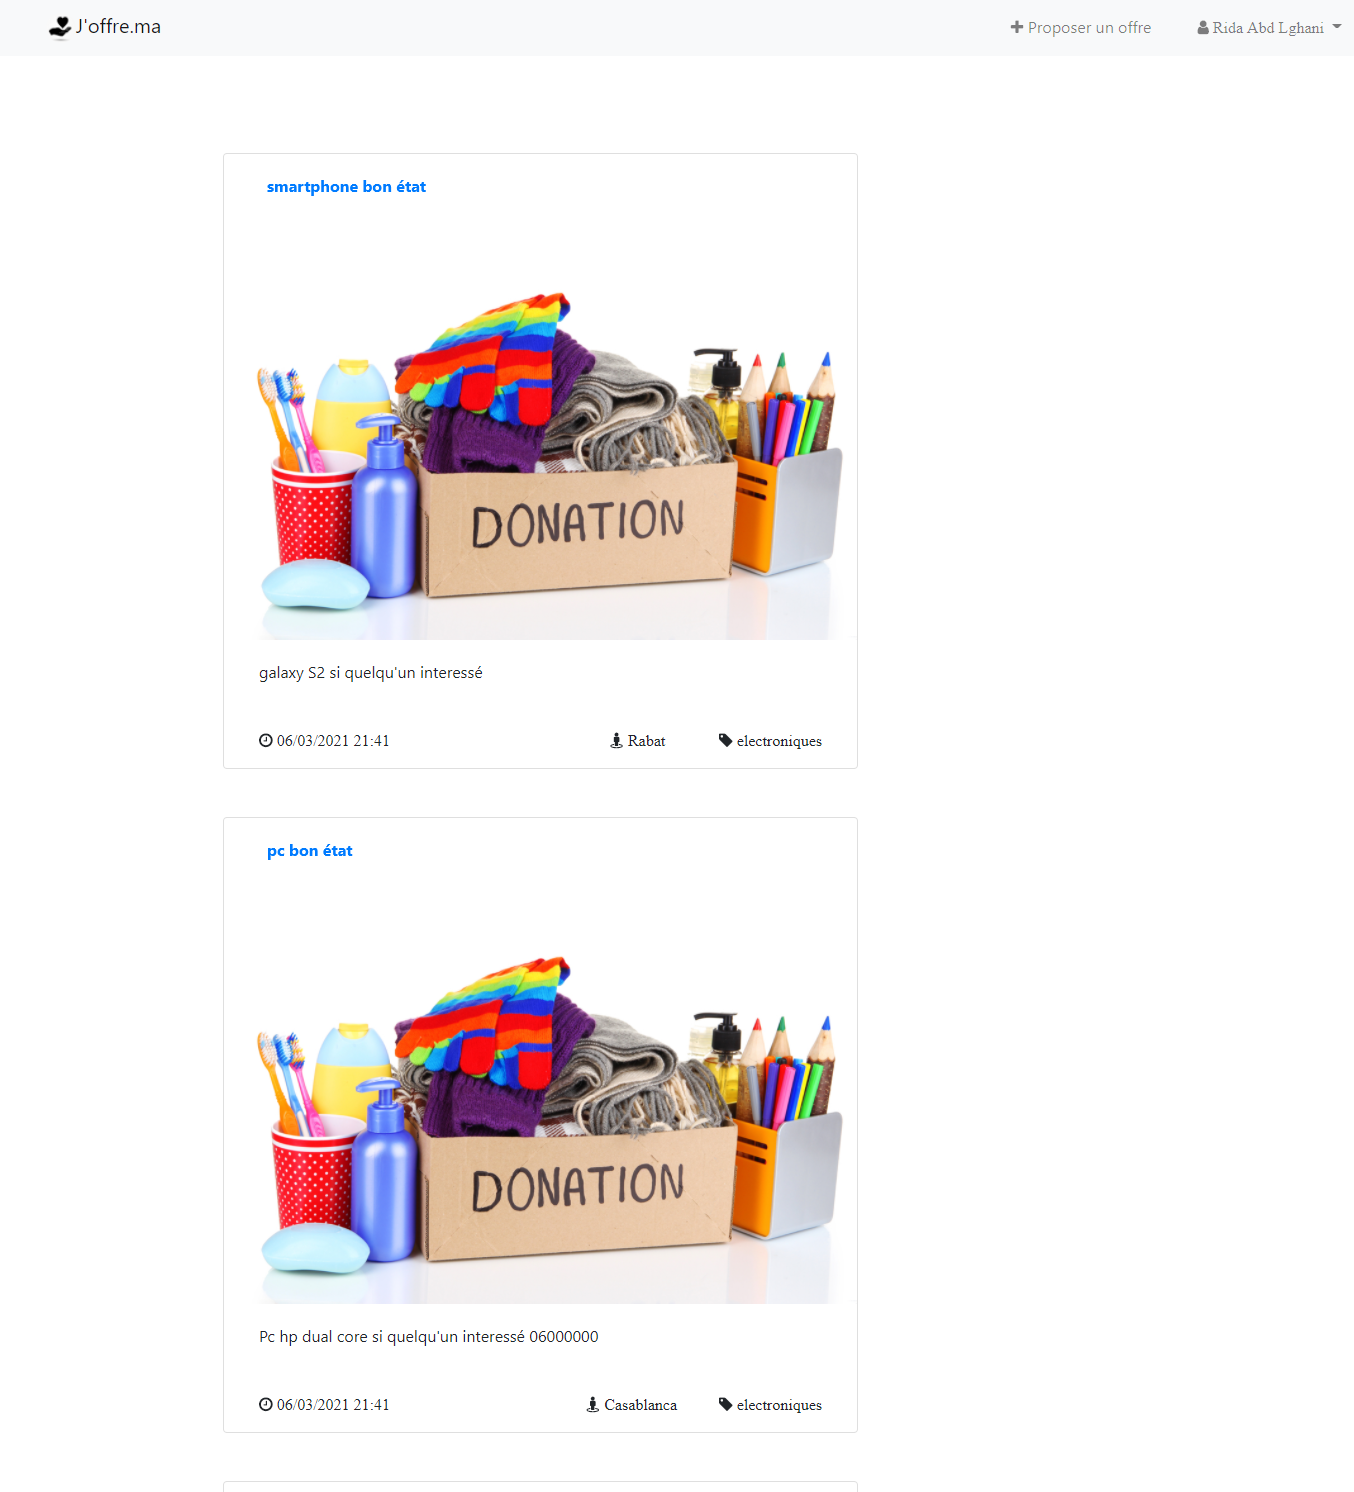 J'offre.ma
Proposer un offre
Rida Abd Lghani
smartphone bon état
DONATION
galaxy S2 si quelqu'un interessé
06/03/2021 21:41
Rabat
electroniques
pc bon état
DONATION
Pc hp dual core si quelqu'un interessé 06000000
06/03/2021 21:41
Casablanca
electroniques